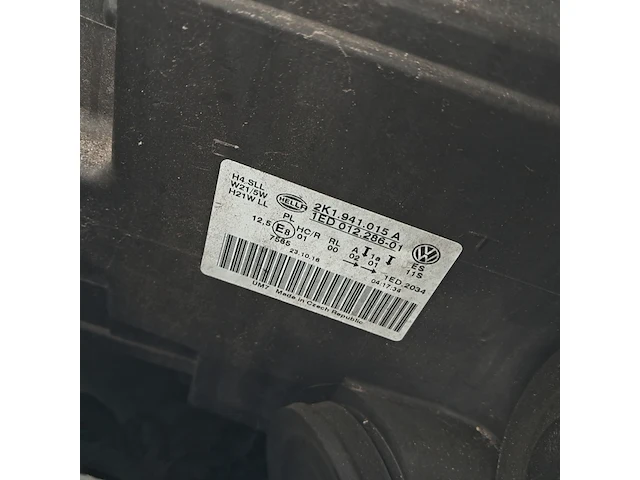 H4 SLL
W21/5W
H21W LL
HELLA
2K1.941.015 A
1ED 012.286-01
12,5 E8 PL HC/R RL A 1a ES
7565 01 00 02 01 11S
23.10.16
1ED.2034
04:17:34
UM7 Made in Czech Republic